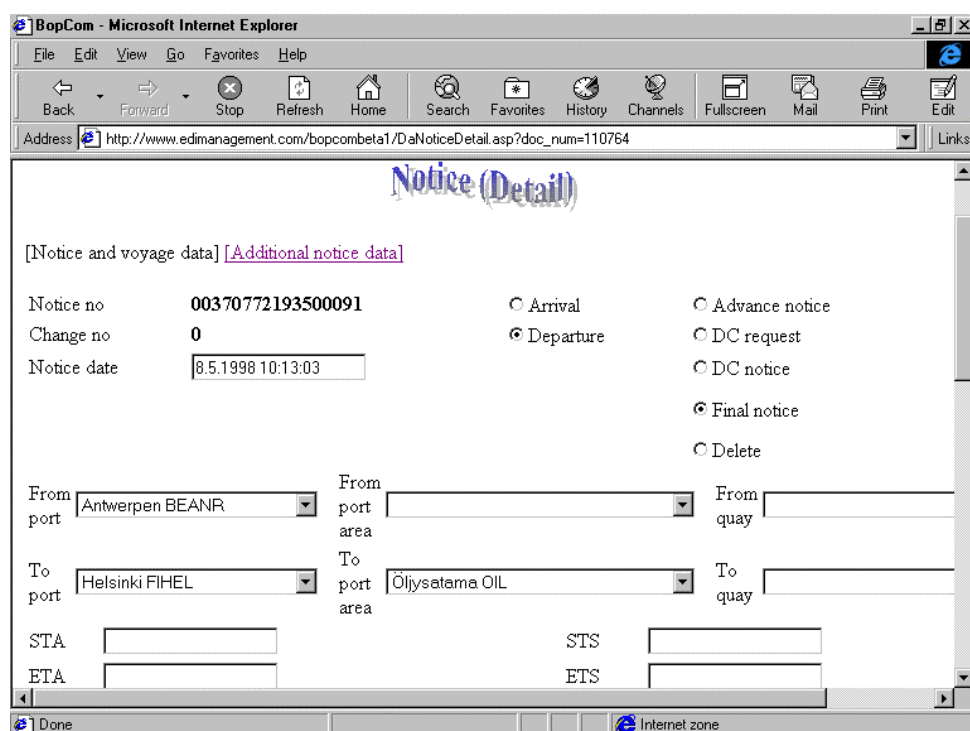 BopCom - Microsoft Internet Explorer
File Edit View Go Favorites Help
Back Forward Stop Refresh Home Search Favorites History Channels Fullscreen Mail Print Edit
Address http://www.edimanagement.com/bopcombeta1/DaNoticeDetail.asp?doc_num=110764 Links
Notice (Detail)
[Notice and voyage data] [Additional notice data]
Notice no 00370772193500091 Arrival Advance notice
Change no 0 Departure DC request
Notice date 8.5.1998 10:13:03 DC notice
Final notice
Delete
From port Antwerpen BEANR From port area From quay
To port Helsinki FIHEL To port area Öljysatama OIL To quay
STA STS
ETA ETS
Done Internet zone